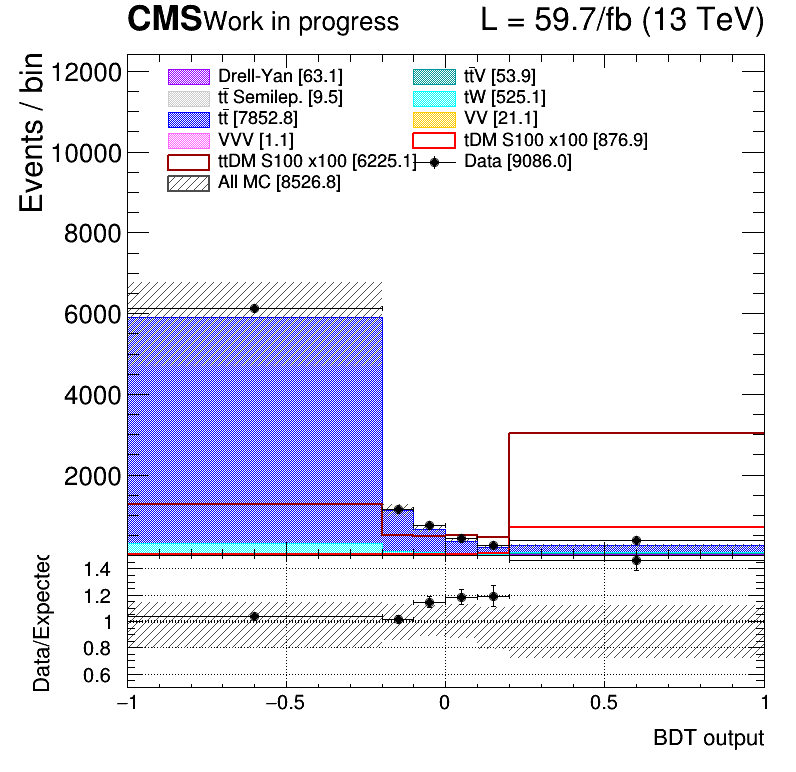 CMS Work in progress L = 59.7/fb (13 TeV)
Events / bin
12000
10000
8000
6000
4000
2000
Drell-Yan [63.1] tt̄V [53.9]
tt̄ Semilep. [9.5] tW [525.1]
tt̄ [7852.8] VV [21.1]
VVV [1.1] tDM S100 x100 [876.9]
ttDM S100 x100 [6225.1] Data [9086.0]
All MC [8526.8]
Data/Expected
1.4
1.2
1
0.8
0.6
−1 −0.5 0 0.5 1
BDT output